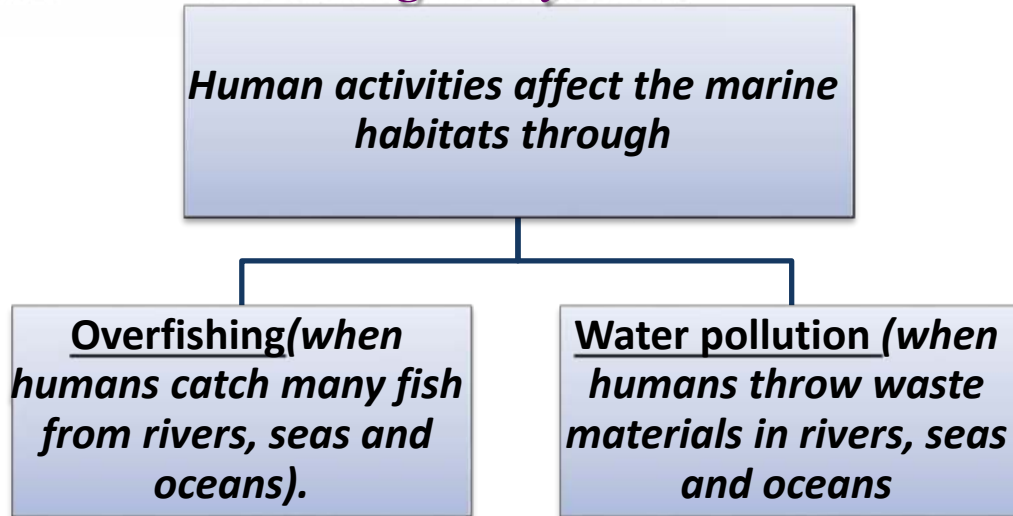 Human activities affect the marine
habitats through
Overfishing(when
humans catch many fish
from rivers, seas and
oceans).
Water pollution (when
humans throw waste
materials in rivers, seas
and oceans